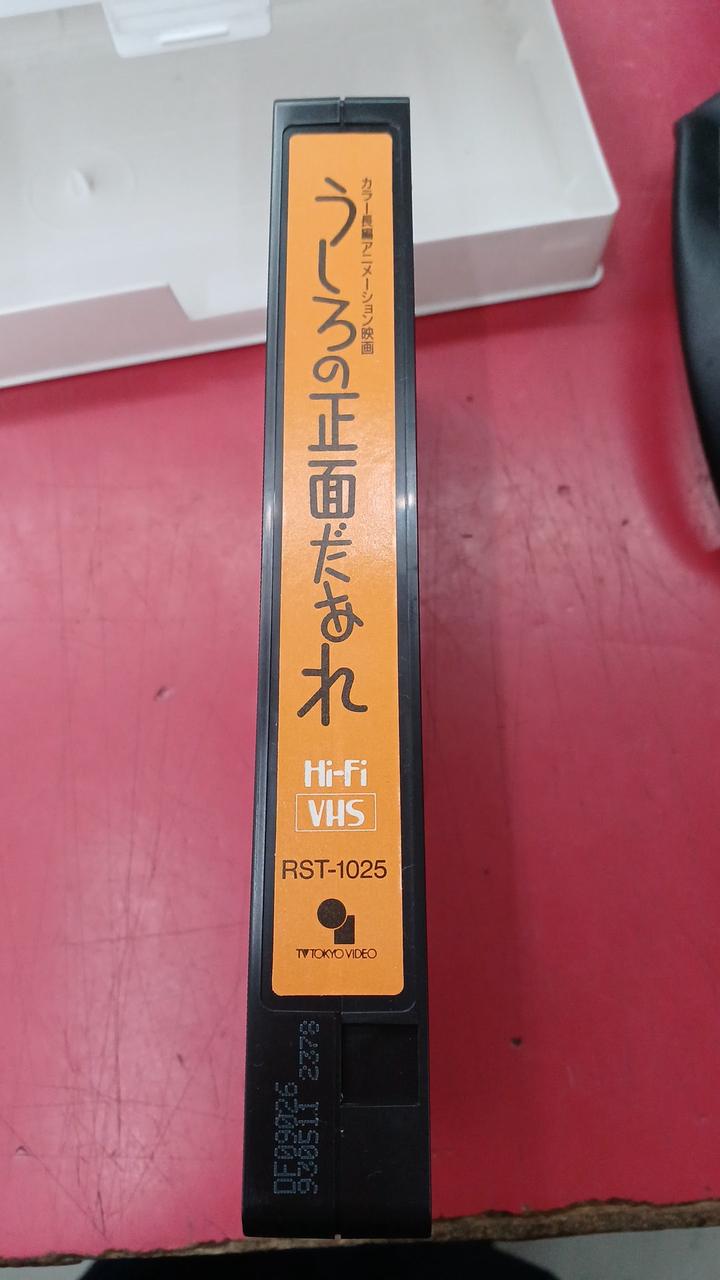 カラー長編アニメーション映画
うしろの正面だあれ
Hi-Fi
VHS
RST-1025
TV TOKYO VIDEO
DF09026
930511 2378